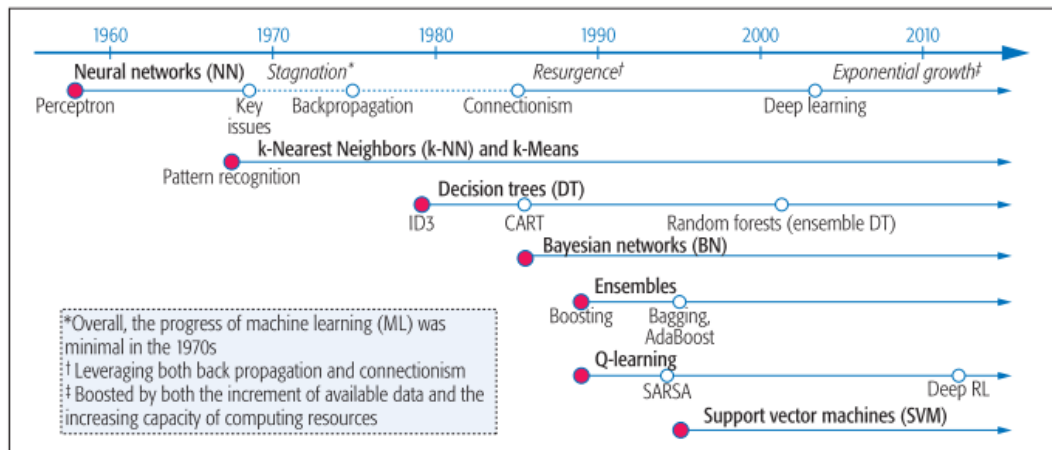 1960 1970 1980 1990 2000 2010
Neural networks (NN) Stagnation* Resurgence† Exponential growth‡
Perceptron Key issues Backpropagation Connectionism Deep learning
k-Nearest Neighbors (k-NN) and k-Means
Pattern recognition
Decision trees (DT)
ID3 CART Random forests (ensemble DT)
Bayesian networks (BN)
Ensembles
Boosting Bagging, AdaBoost
Q-learning
SARSA Deep RL
Support vector machines (SVM)
*Overall, the progress of machine learning (ML) was
minimal in the 1970s
† Leveraging both back propagation and connectionism
‡ Boosted by both the increment of available data and the
increasing capacity of computing resources